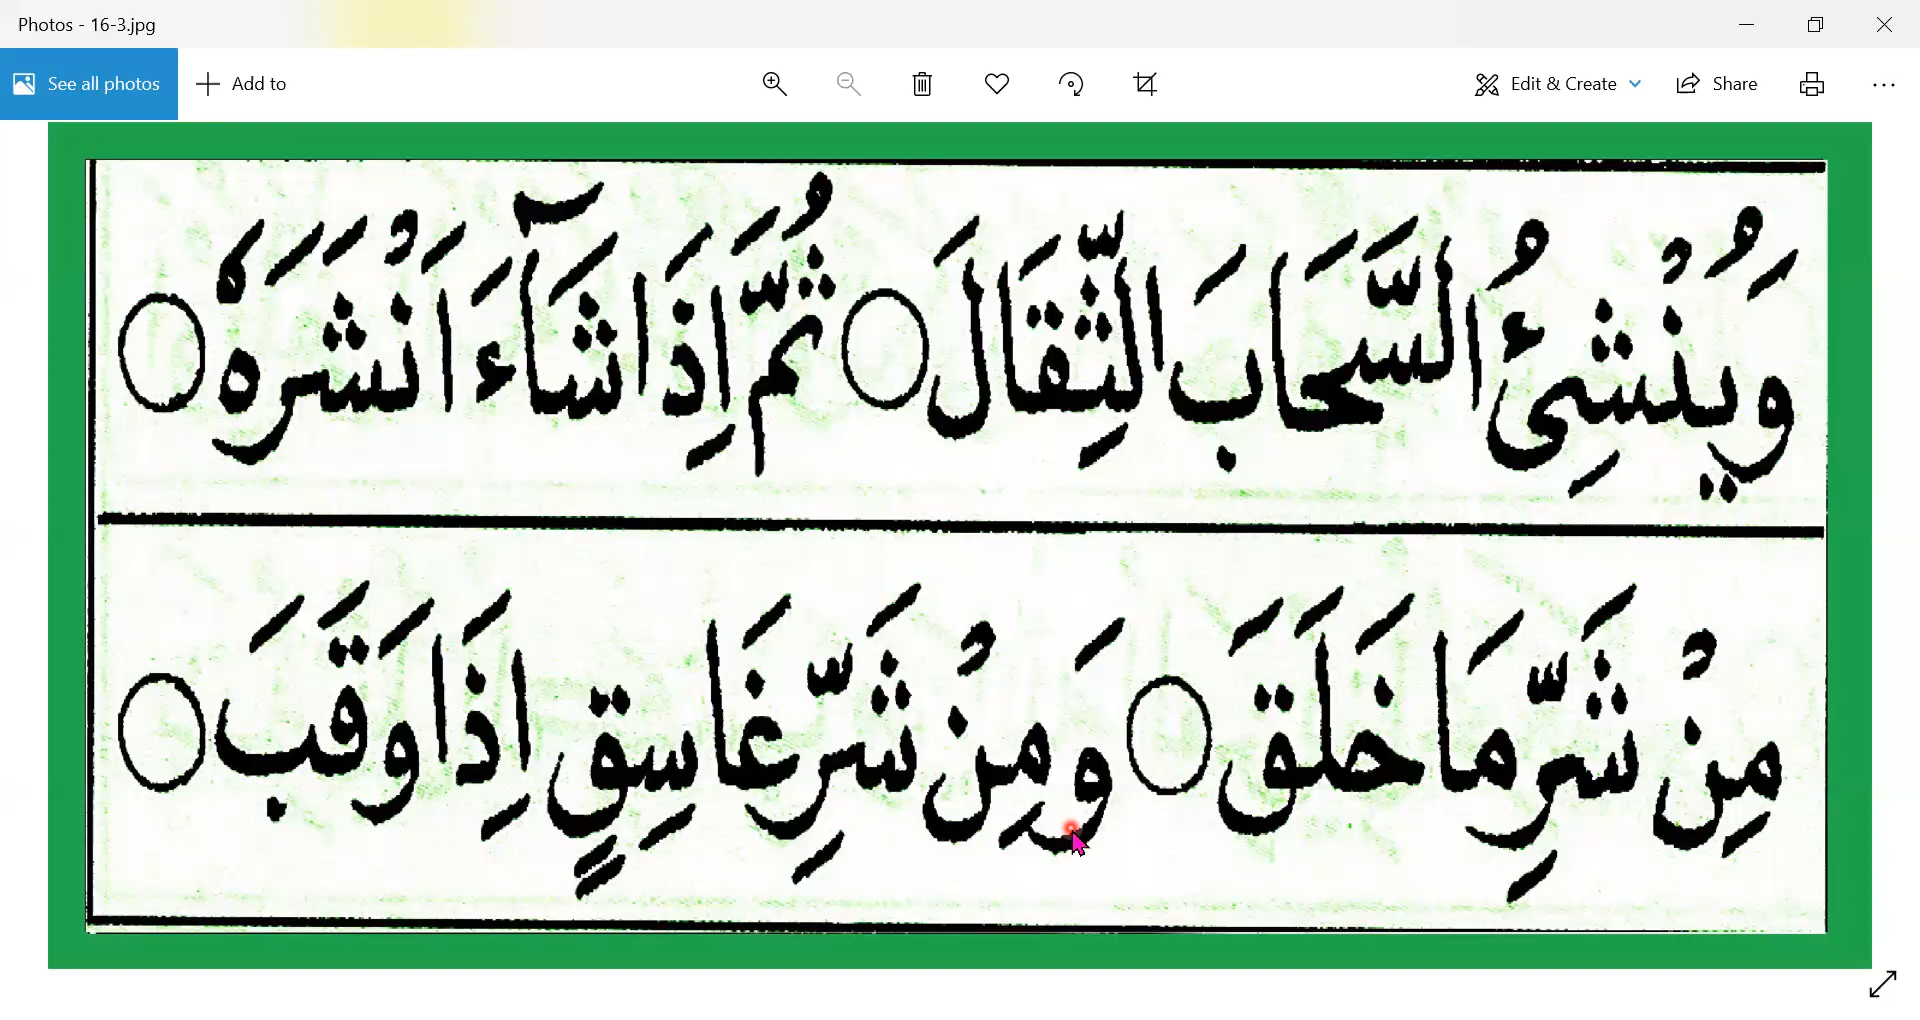 Photos - 16-3.jpg
See all photos
Add to
Edit & Create
Share
وَيُنْشِئُ السَّحَابَ الثِّقَالَ ○ ثُمَّ اِذَا شَآءَ اَنْشَرَهٗ ○
مِنْ شَرِّ مَا خَلَقَ ○ وَمِنْ شَرِّ غَاسِقٍ اِذَا وَقَبَ ○